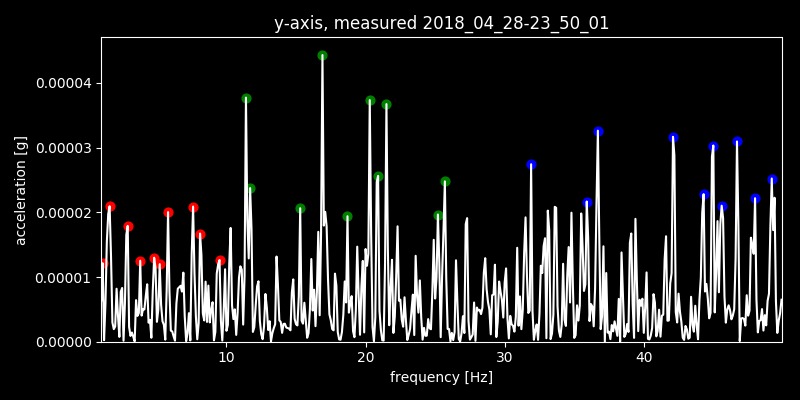 y-axis, measured 2018_04_28-23_50_01
0.00004
0.00003
0.00002
0.00001
0.00000
acceleration [g]
10 20 30 40
frequency [Hz]